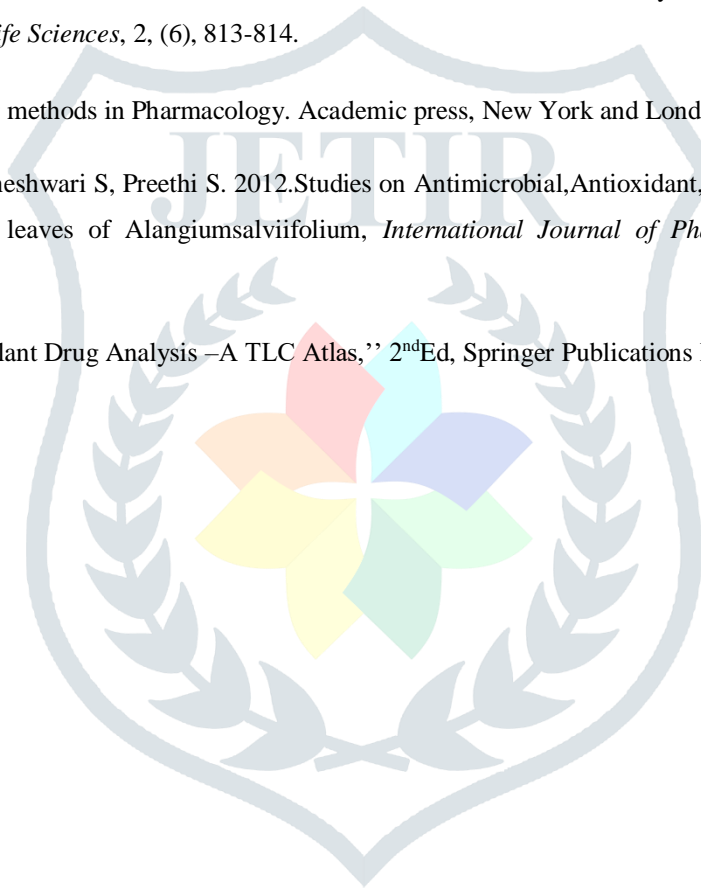 ife Sciences, 2, (6), 813-814.
methods in Pharmacology. Academic press, New York and Lond
JETIR
neshwari S, Preethi S. 2012.Studies on Antimicrobial,Antioxidant,
leaves of Alangiumsalviifolium, International Journal of Pha
lant Drug Analysis –A TLC Atlas,’’ 2ndEd, Springer Publications